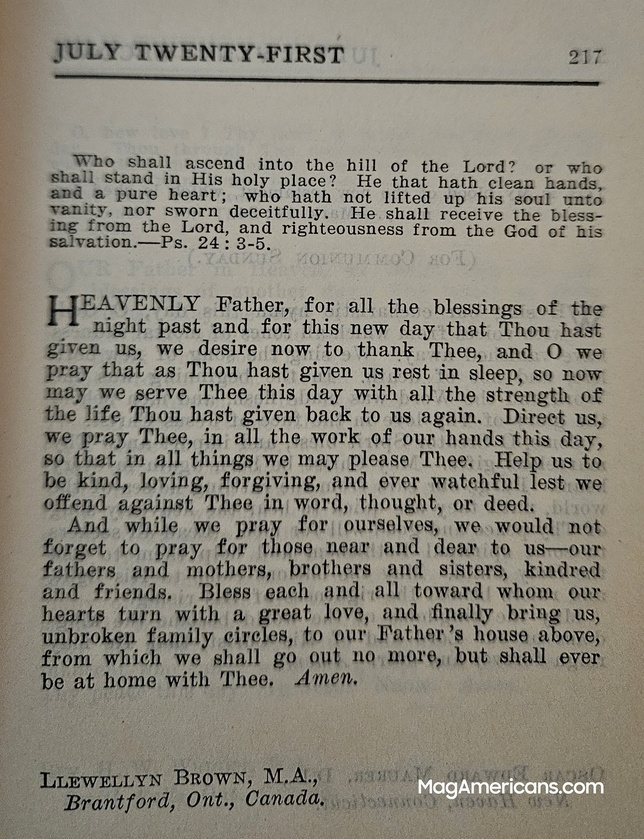 JULY TWENTY-FIRST 217
Who shall ascend into the hill of the Lord? or who
shall stand in His holy place? He that hath clean hands,
and a pure heart; who hath not lifted up his soul unto
vanity, nor sworn deceitfully. He shall receive the bless-
ing from the Lord, and righteousness from the God of his
salvation.—Ps. 24 : 3-5.
(For Communion Sunday.)
HEAVENLY Father, for all the blessings of the
night past and for this new day that Thou hast
given us, we desire now to thank Thee, and O we
pray that as Thou hast given us rest in sleep, so now
may we serve Thee this day with all the strength of
the life Thou hast given back to us again. Direct us,
we pray Thee, in all the work of our hands this day,
so that in all things we may please Thee. Help us to
be kind, loving, forgiving, and ever watchful lest we
offend against Thee in word, thought, or deed.
And while we pray for ourselves, we would not
forget to pray for those near and dear to us—our
fathers and mothers, brothers and sisters, kindred
and friends. Bless each and all toward whom our
hearts turn with a great love, and finally bring us,
unbroken family circles, to our Father's house above,
from which we shall go out no more, but shall ever
be at home with Thee. Amen.
Llewellyn Brown, M.A.,
Brantford, Ont., Canada.
Oscar Edward Maurer, D
New Haven, Connecticut
MagAmericans.com